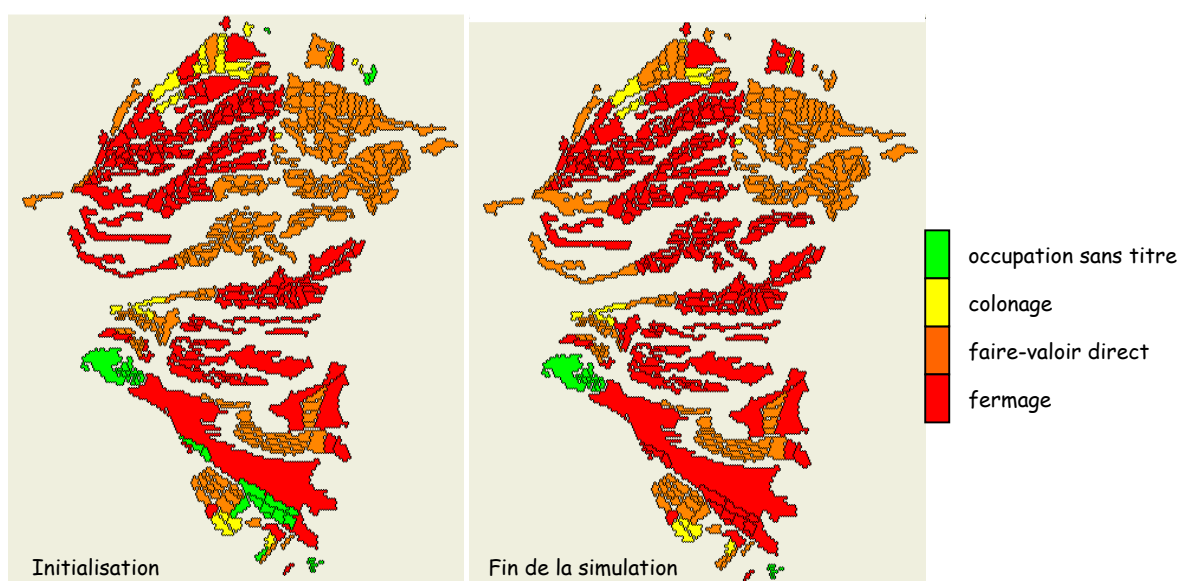 occupation sans titre
colonage
faire-valoir direct
fermage
Initialisation
Fin de la simulation